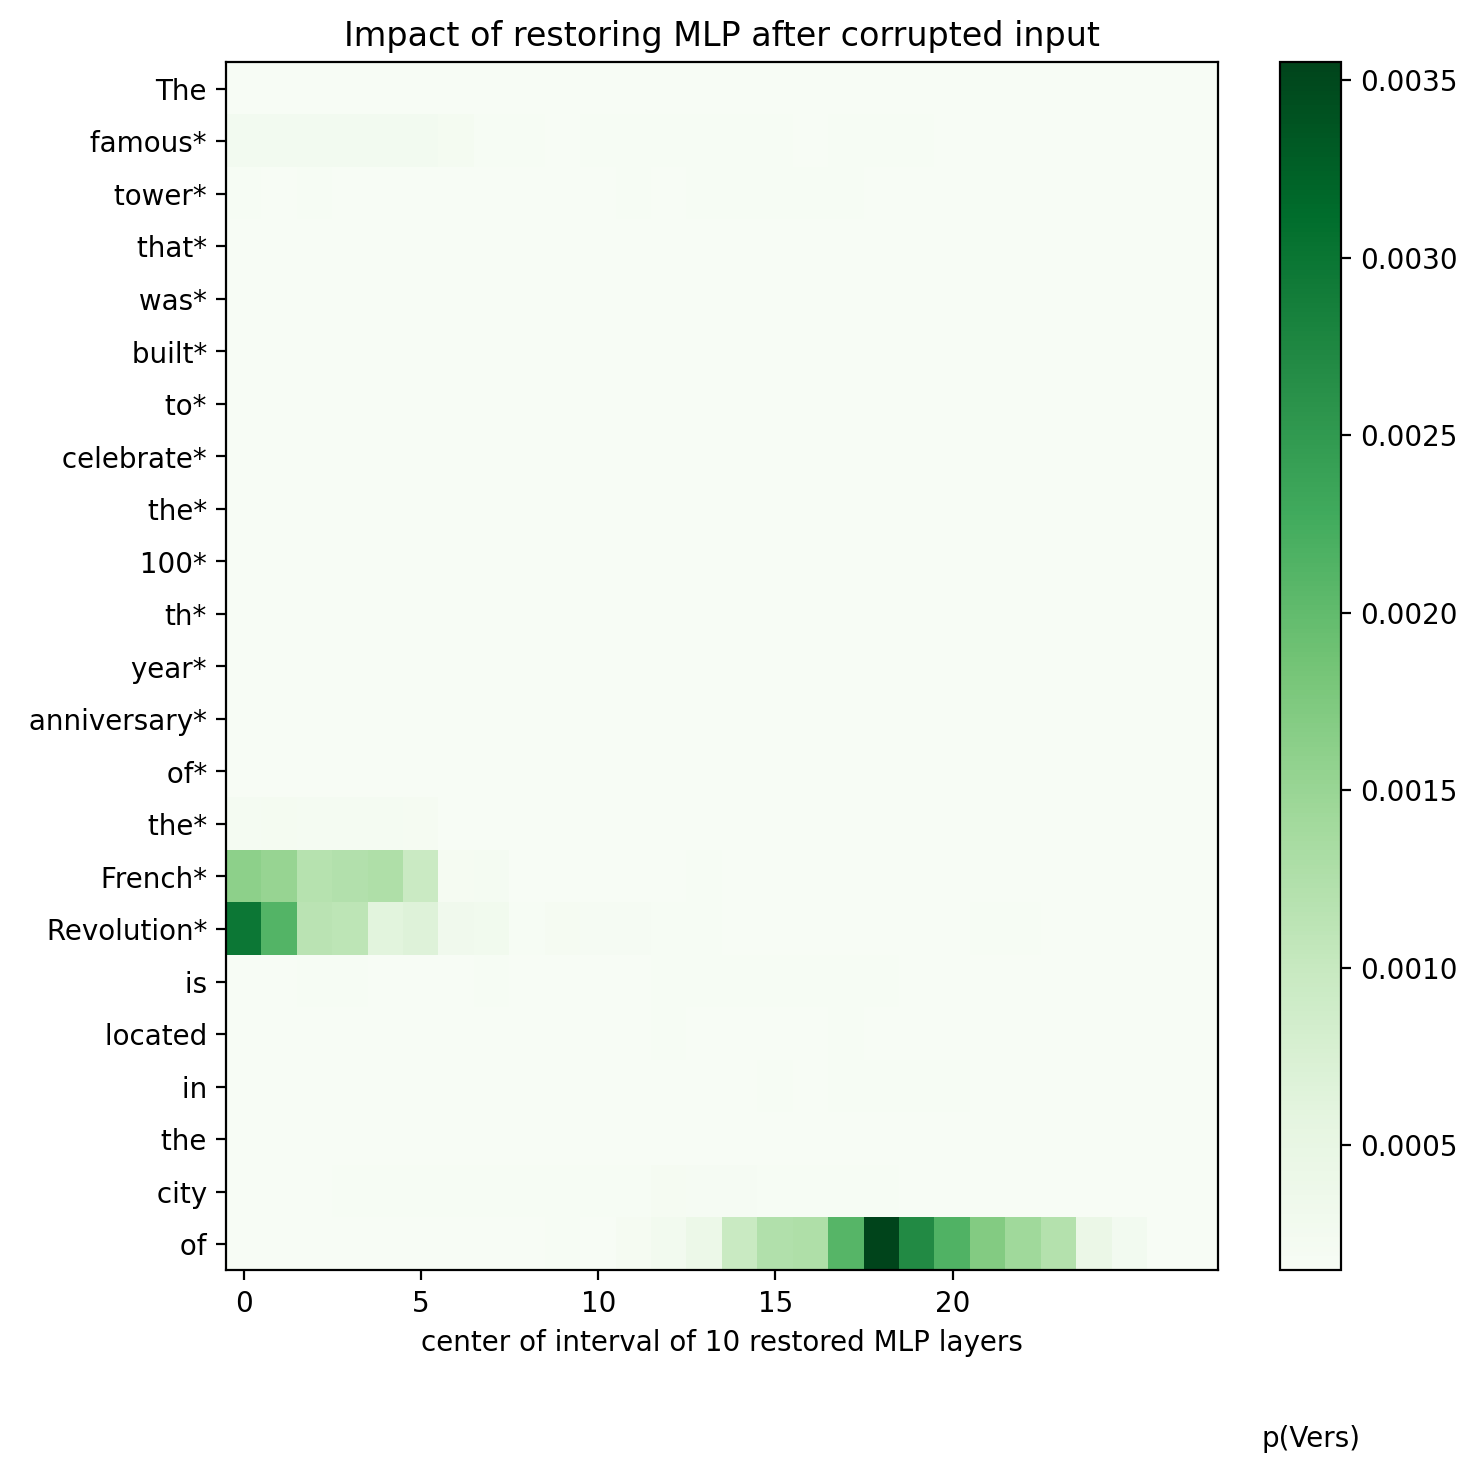 Impact of restoring MLP after corrupted input
The
famous*
tower*
that*
was*
built*
to*
celebrate*
the*
100*
th*
year*
anniversary*
of*
the*
French*
Revolution*
is
located
in
the
city
of
0 5 10 15 20
center of interval of 10 restored MLP layers
0.0035
0.0030
0.0025
0.0020
0.0015
0.0010
0.0005
p(Vers)